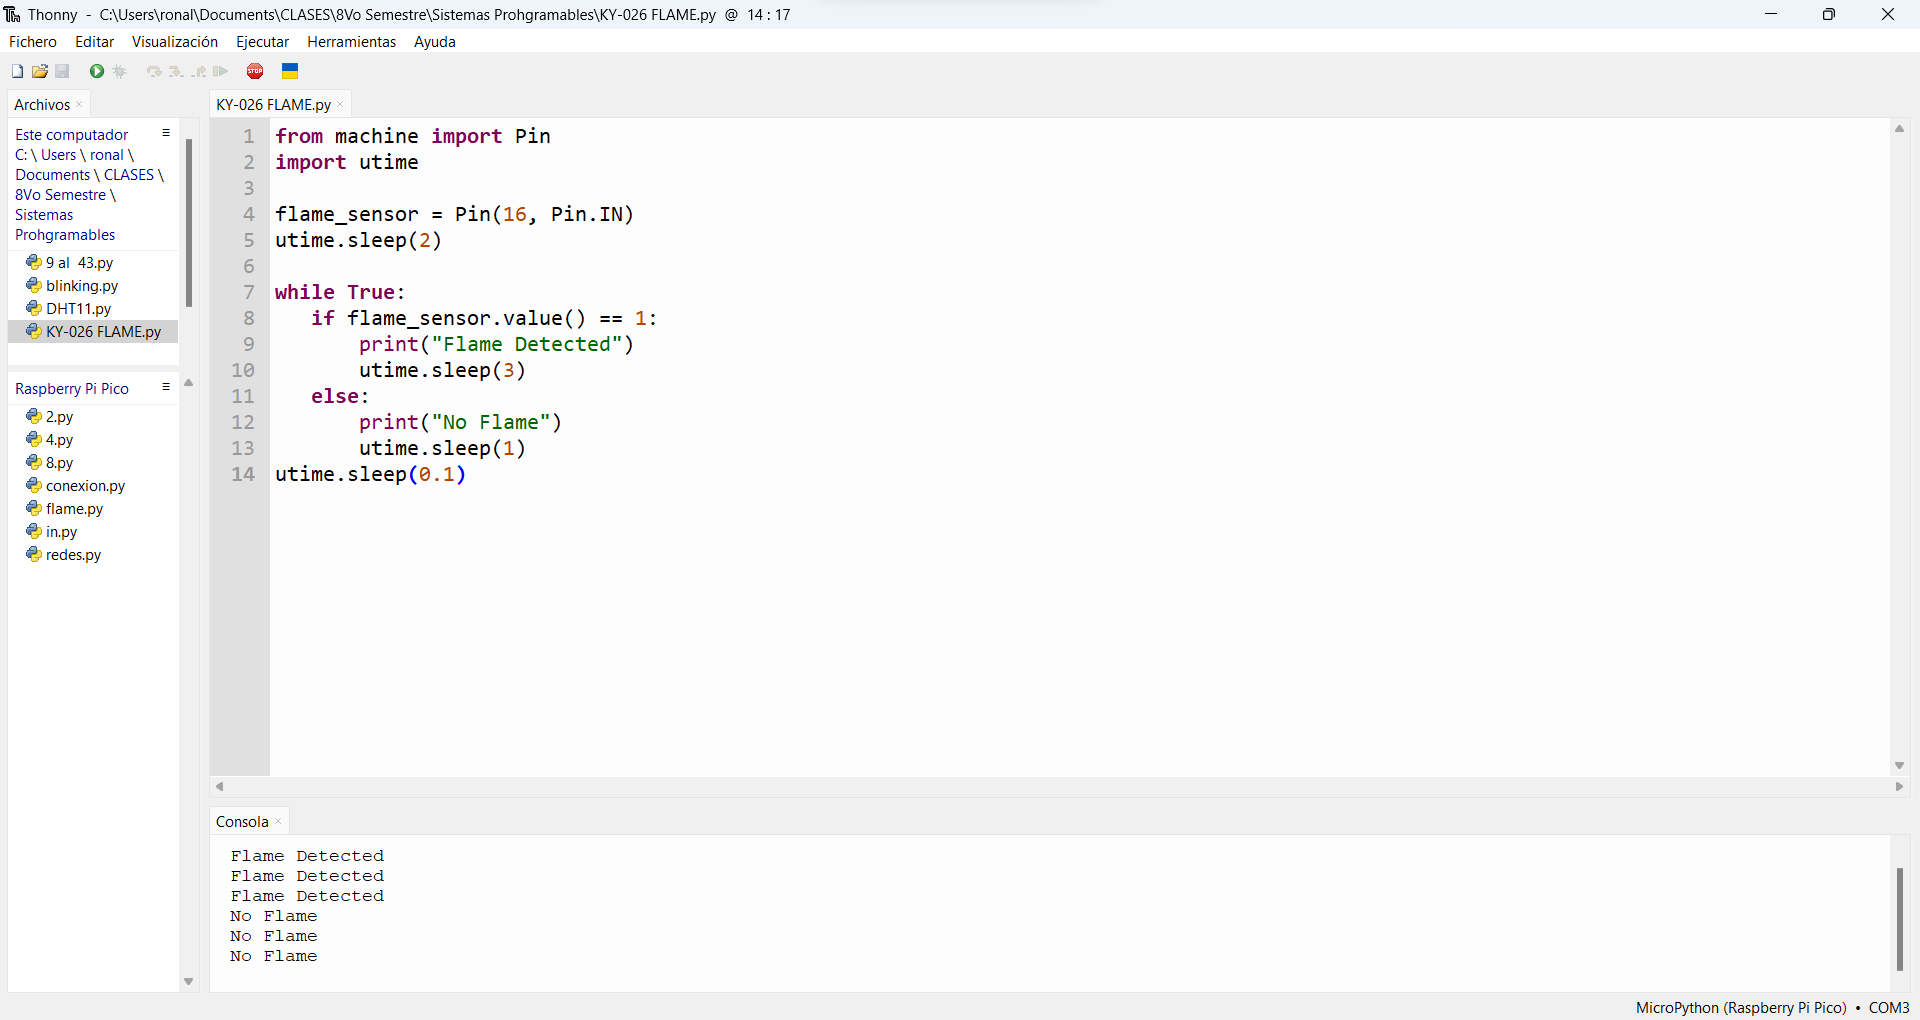 Thonny - C:\Users\ronal\Documents\CLASES\8Vo Semestre\Sistemas Prohgramables\KY-026 FLAME.py @ 14:17
Fichero Editar Visualización Ejecutar Herramientas Ayuda
STOP
Archivos
Este computador
C: \ Users \ ronal \
Documents \ CLASES \
8Vo Semestre \
Sistemas
Prohgramables
9 al 43.py
blinking.py
DHT11.py
KY-026 FLAME.py
Raspberry Pi Pico
2.py
4.py
8.py
conexion.py
flame.py
in.py
redes.py
KY-026 FLAME.py
1 from machine import Pin
2 import utime
3
4 flame_sensor = Pin(16, Pin.IN)
5 utime.sleep(2)
6
7 while True:
8    if flame_sensor.value() == 1:
9        print("Flame Detected")
10        utime.sleep(3)
11    else:
12        print("No Flame")
13        utime.sleep(1)
14 utime.sleep(0.1)
Consola
Flame Detected
Flame Detected
Flame Detected
No Flame
No Flame
No Flame
MicroPython (Raspberry Pi Pico) • COM3